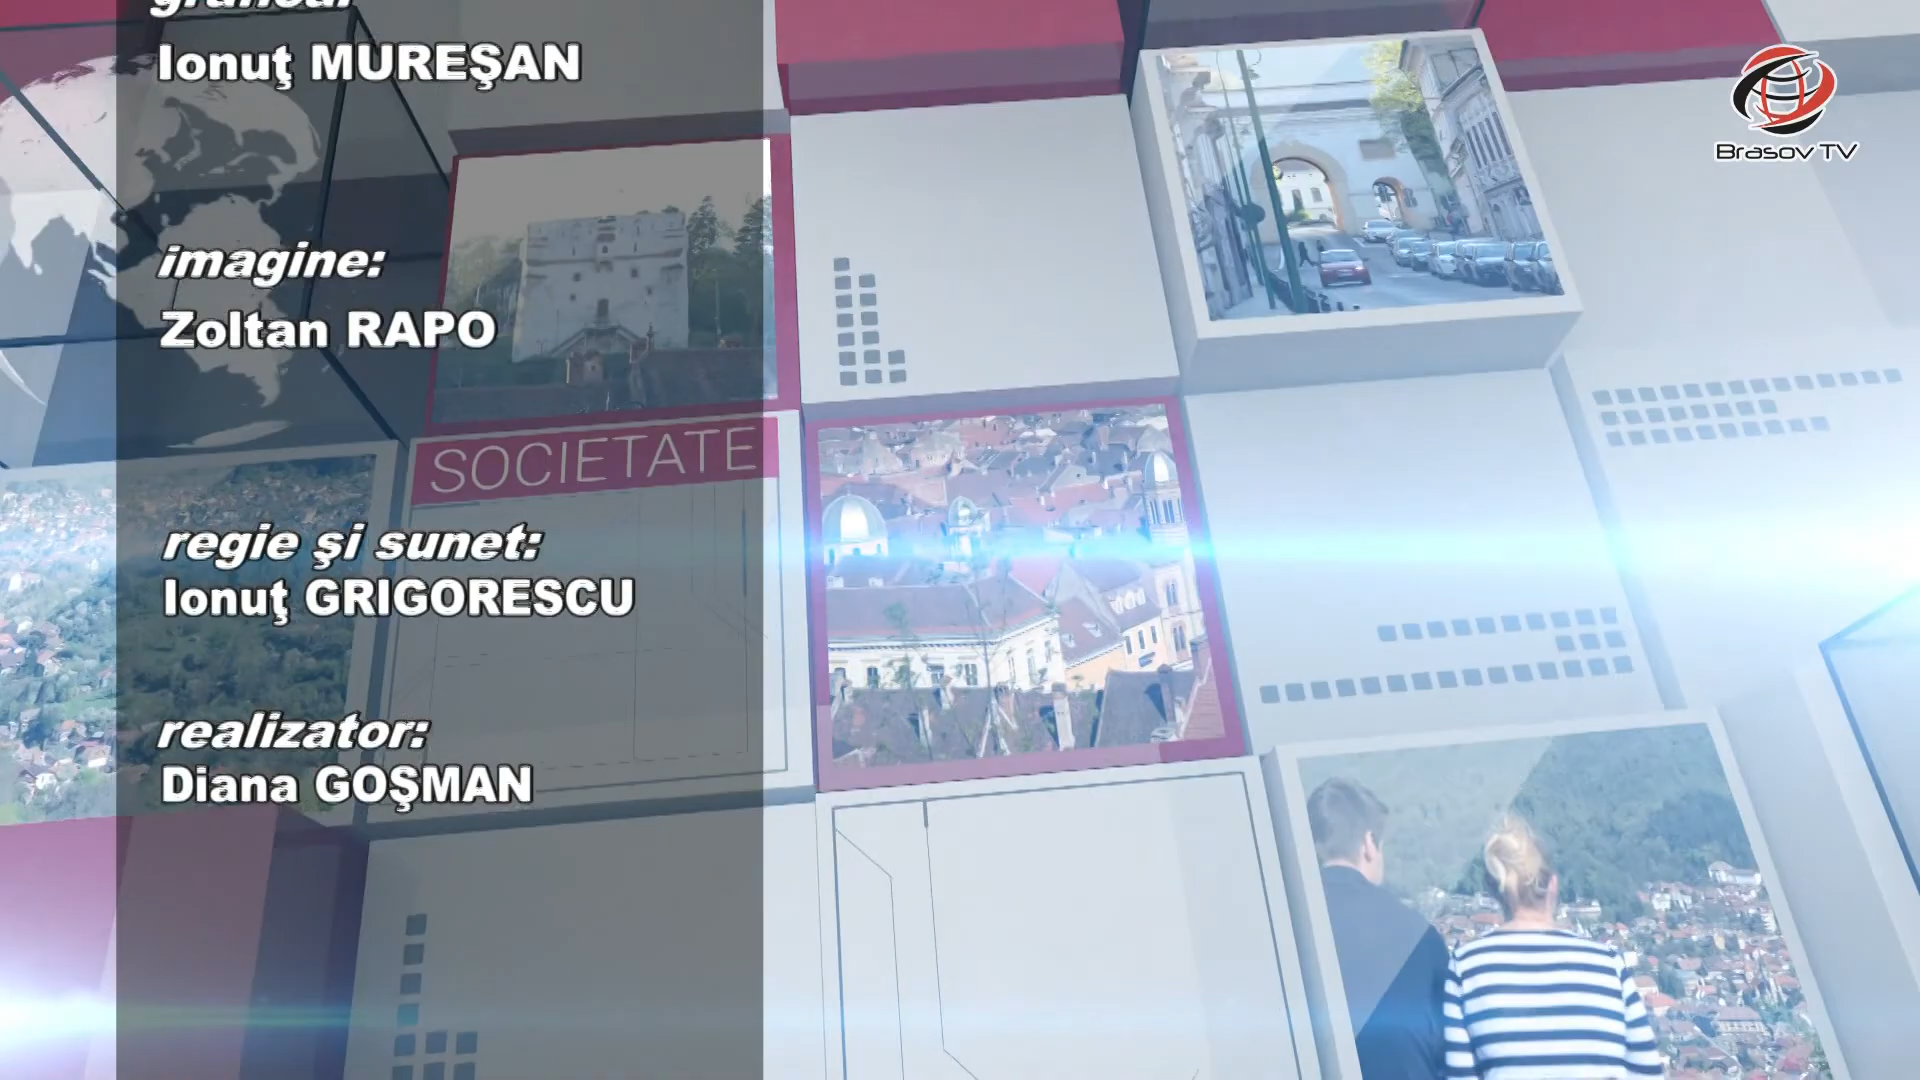 Ionuţ MUREŞAN
Brasov TV
imagine:
Zoltan RAPO
SOCIETATE
regie şi sunet:
Ionuţ GRIGORESCU
realizator:
Diana GOŞMAN